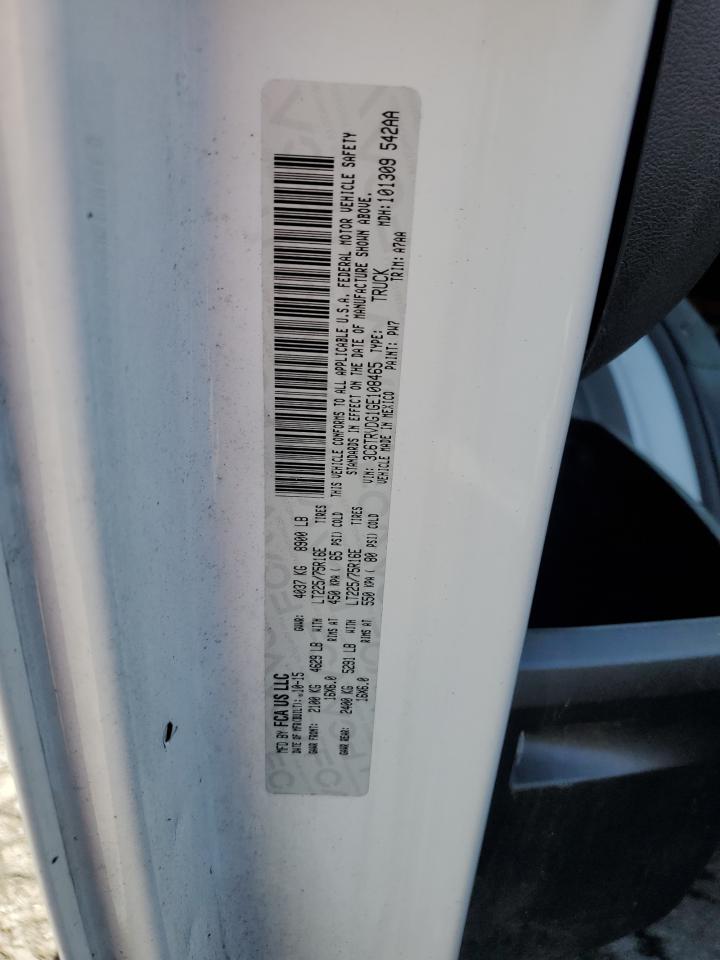 MFD BY FCA US LLC
DATE OF MFR(BUILT): 10-15 GVWR: 4037 KG 8900 LB
GAWR FRONT: 2100 KG 4629 LB WITH LT225/75R16E TIRES
16X6.0 RIMS AT 450 KPA ( 65 PSI) COLD
GAWR REAR: 2400 KG 5291 LB WITH LT225/75R16E TIRES
16X6.0 RIMS AT 550 KPA ( 80 PSI) COLD
THIS VEHICLE CONFORMS TO ALL APPLICABLE U.S.A. FEDERAL MOTOR VEHICLE SAFETY
STANDARDS IN EFFECT ON THE DATE OF MANUFACTURE SHOWN ABOVE.
VIN: 3C6TRVDG1GE108465 TYPE: TRUCK MDH:101309 542AA
VEHICLE MADE IN MEXICO PAINT: PW7 TRIM: A7AA